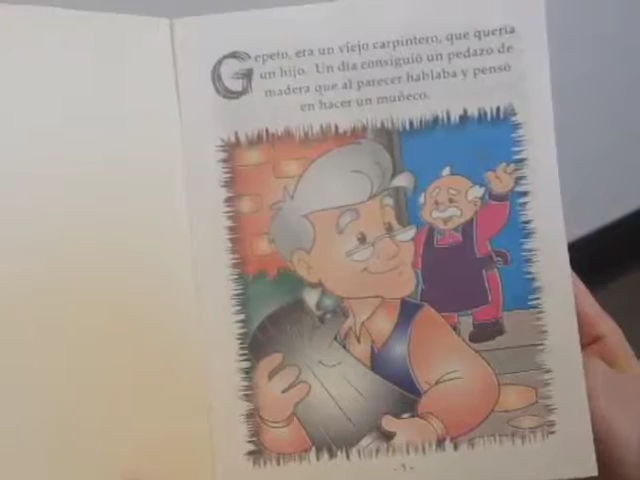 Gepeto, era un viejo carpintero, que quería
un hijo. Un día consiguió un pedazo de
madera que al parecer hablaba y pensó
en hacer un muñeco.
- 1 -